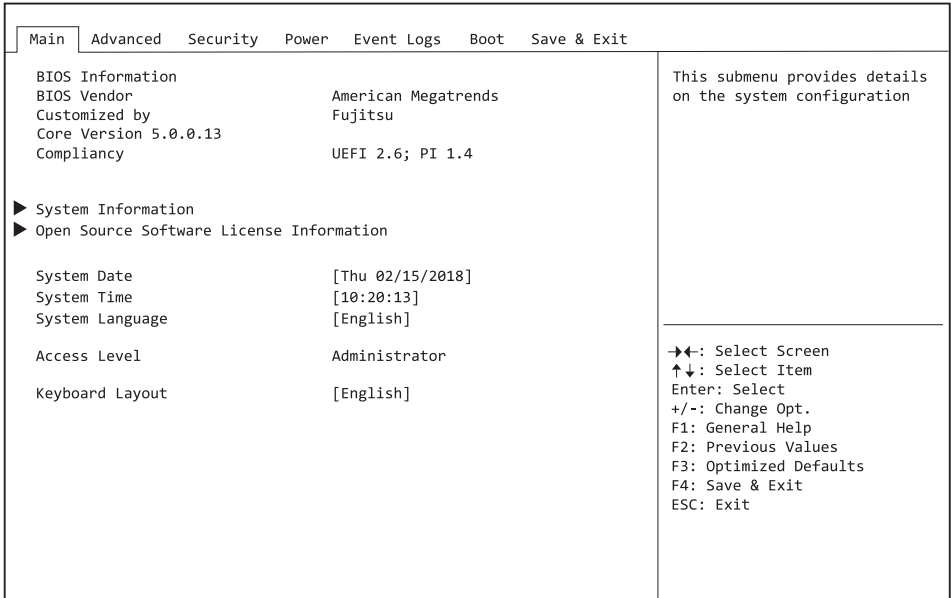 Main Advanced Security Power Event Logs Boot Save & Exit
BIOS Information
BIOS Vendor American Megatrends
Customized by Fujitsu
Core Version 5.0.0.13
Compliancy UEFI 2.6; PI 1.4
▶ System Information
▶ Open Source Software License Information
System Date [Thu 02/15/2018]
System Time [10:20:13]
System Language [English]
Access Level Administrator
Keyboard Layout [English]
This submenu provides details
on the system configuration
→←: Select Screen
↑↓: Select Item
Enter: Select
+/-: Change Opt.
F1: General Help
F2: Previous Values
F3: Optimized Defaults
F4: Save & Exit
ESC: Exit